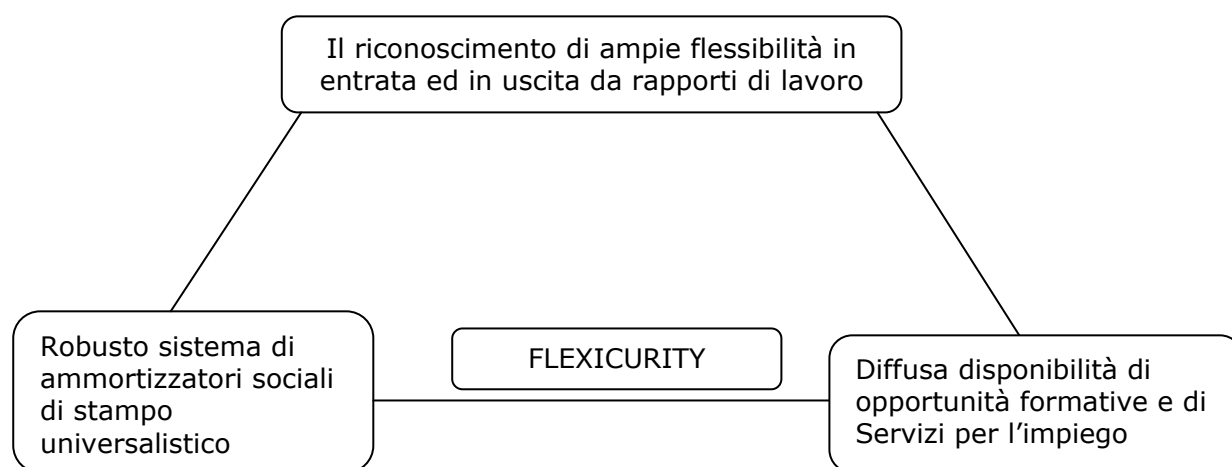 Il riconoscimento di ampie flessibilità in
entrata ed in uscita da rapporti di lavoro
Robusto sistema di
ammortizzatori sociali
di stampo
universalistico
FLEXICURITY
Diffusa disponibilità di
opportunità formative e di
Servizi per l’impiego